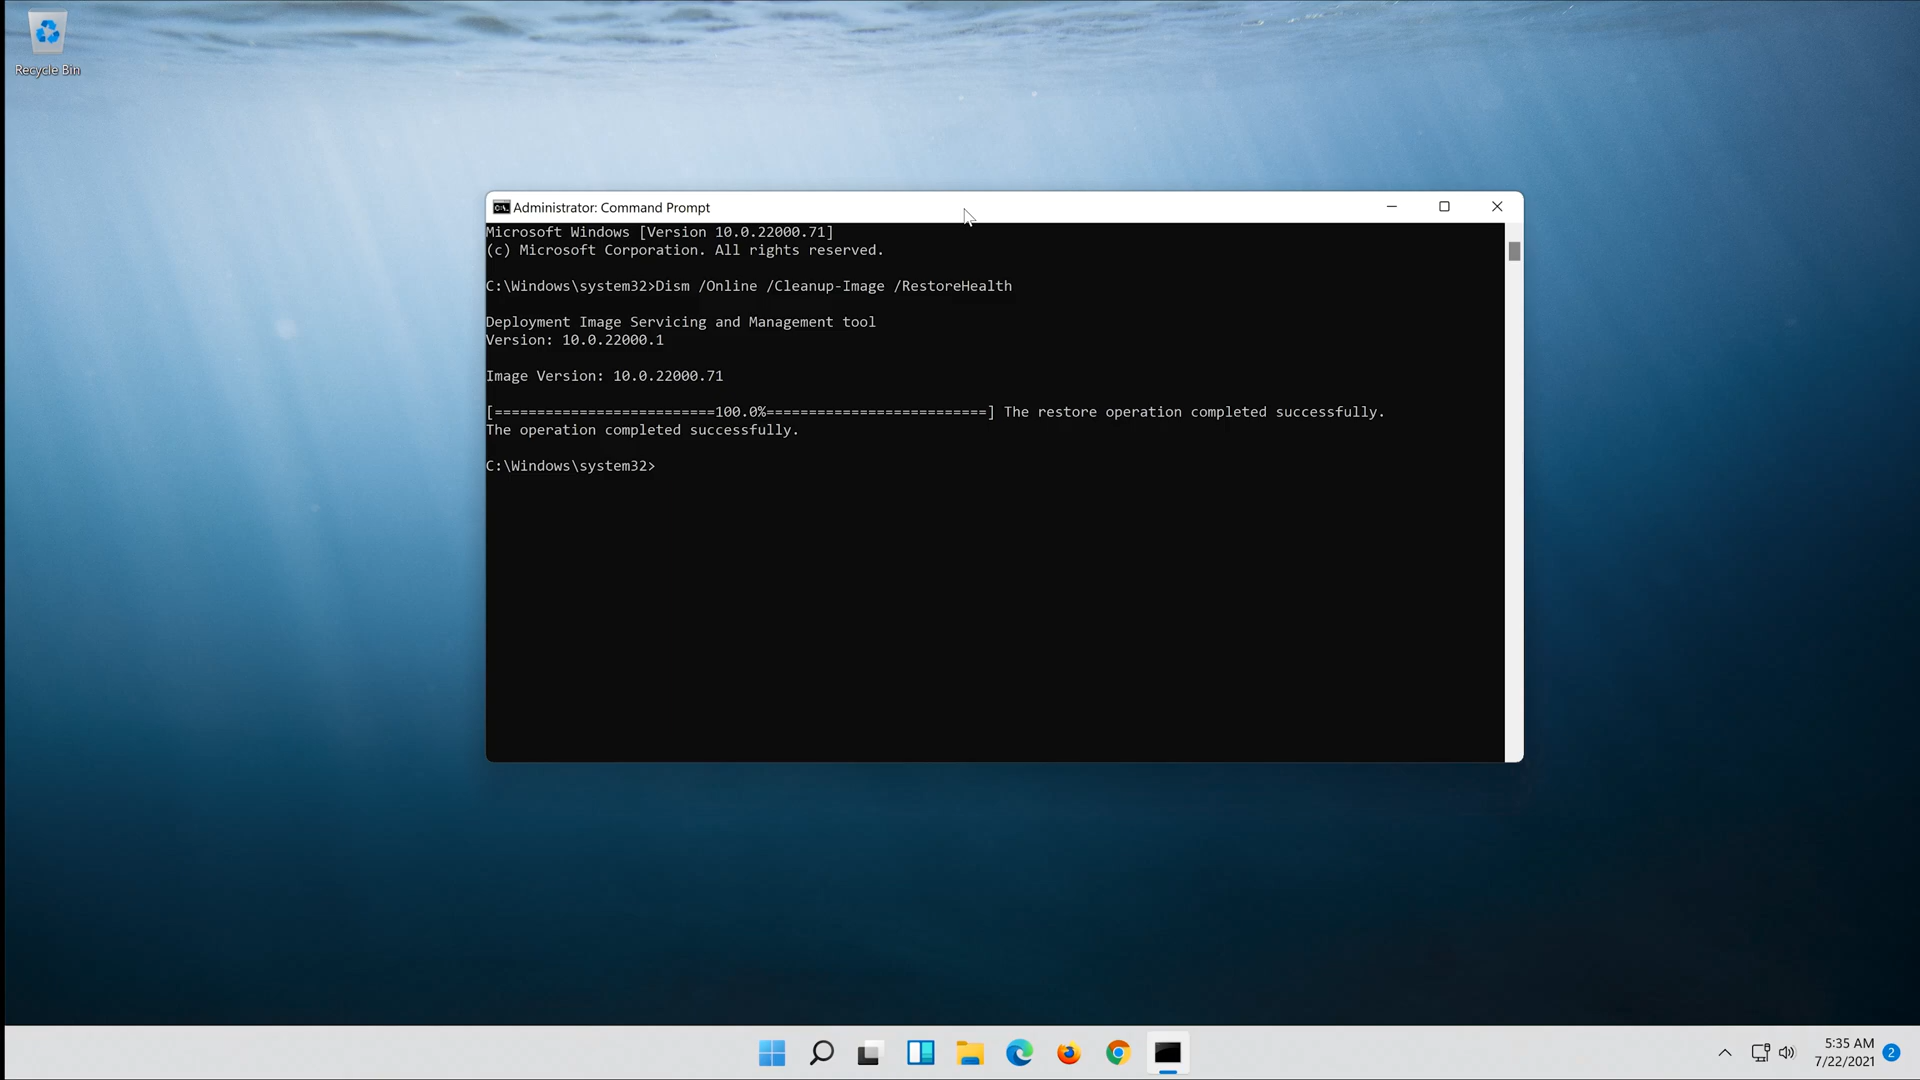 Recycle Bin
Administrator: Command Prompt
Microsoft Windows [Version 10.0.22000.71]
(c) Microsoft Corporation. All rights reserved.
C:\Windows\system32>Dism /Online /Cleanup-Image /RestoreHealth
Deployment Image Servicing and Management tool
Version: 10.0.22000.1
Image Version: 10.0.22000.71
[==========================100.0%==========================] The restore operation completed successfully.
The operation completed successfully.
C:\Windows\system32>
5:35 AM
7/22/2021
2